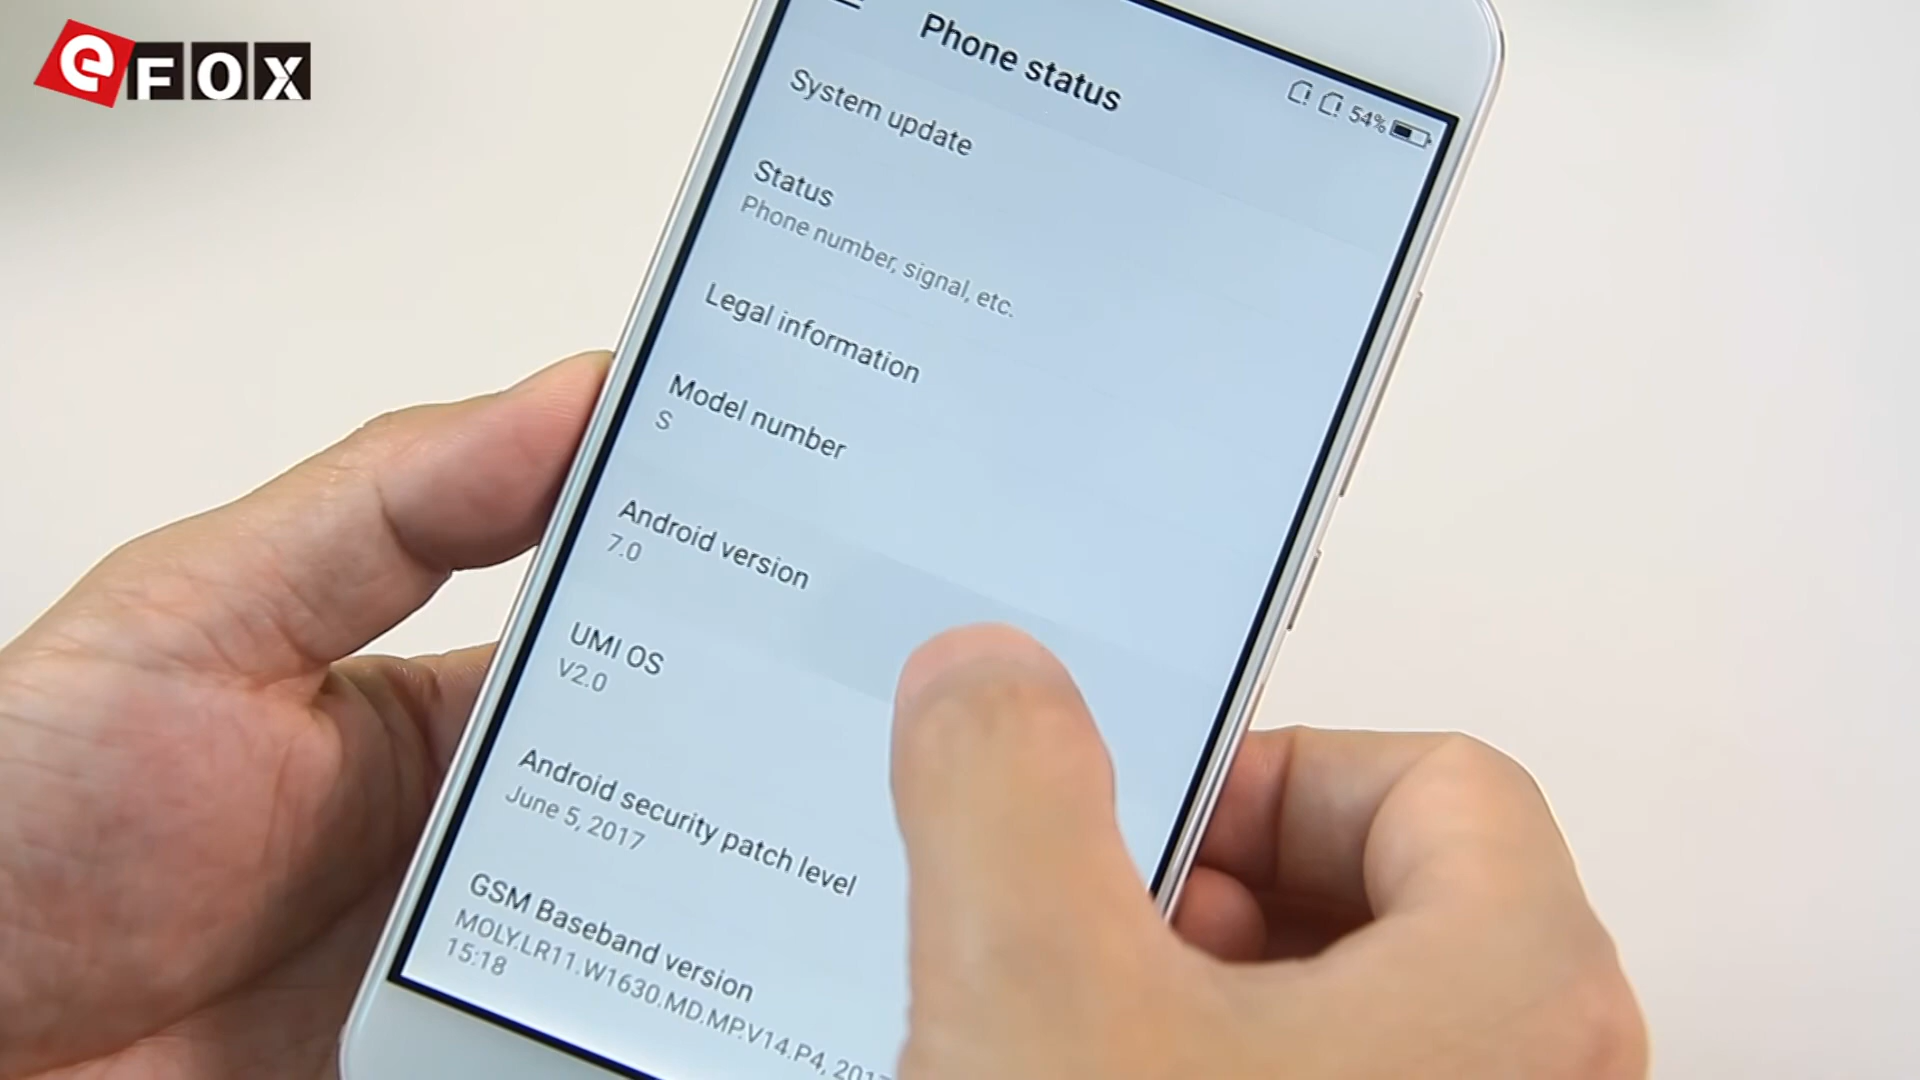 eFOX
Phone status
54%
System update
Status
Phone number, signal, etc.
Legal information
Model number
S
Android version
7.0
UMI OS
V2.0
Android security patch level
June 5, 2017
GSM Baseband version
MOLY.LR11.W1630.MD.MP.V14.P4, 2017
15:18